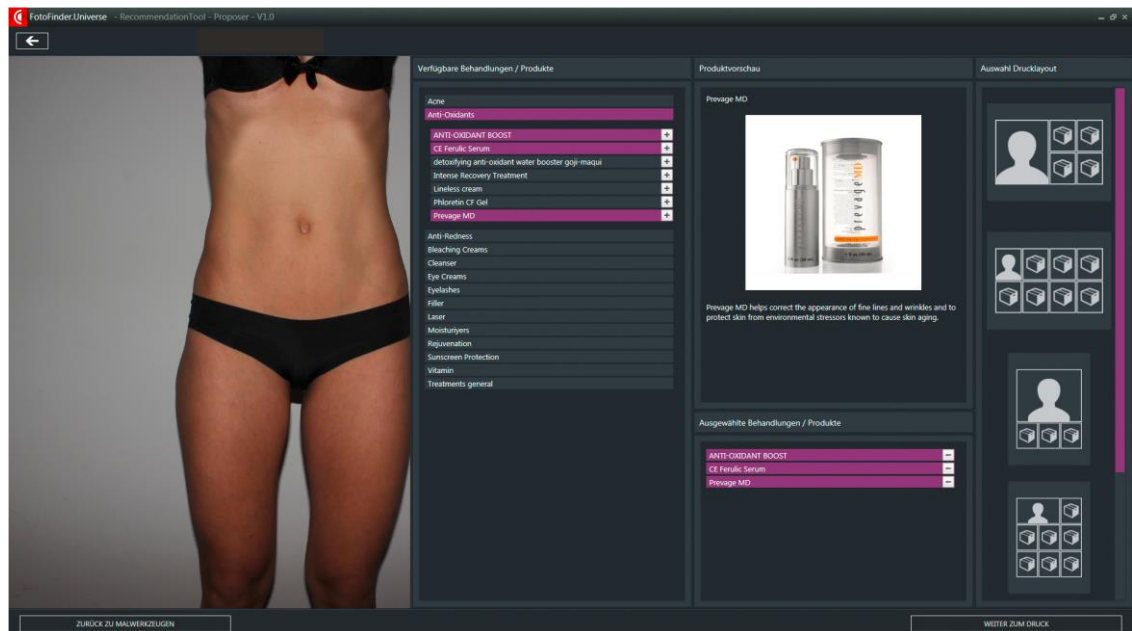 FotoFinder.Universe - RecommendationTool - Proposer - V1.0
Verfügbare Behandlungen / Produkte
Acne
Anti-Oxidants
ANTI-OXIDANT BOOST
CE Ferulic Serum
detoxifying anti-oxidant water booster goji-maqui
Intense Recovery Treatment
Lineless cream
Phloretin CF Gel
Prevage MD
Anti-Redness
Bleaching Creams
Cleanser
Eye Creams
Eyelashes
Filler
Laser
Moisturiyers
Rejuvenation
Sunscreen Protection
Vitamin
Treatments general
Produktvorschau
Prevage MD
prevage MD
Prevage MD helps correct the appearance of fine lines and wrinkles and to
protect skin from environmental stressors known to cause skin aging.
Ausgewählte Behandlungen / Produkte
ANTI-OXIDANT BOOST
CE Ferulic Serum
Prevage MD
Auswahl Drucklayout
ZURÜCK ZU MALWERKZEUGEN
WEITER ZUM DRUCK